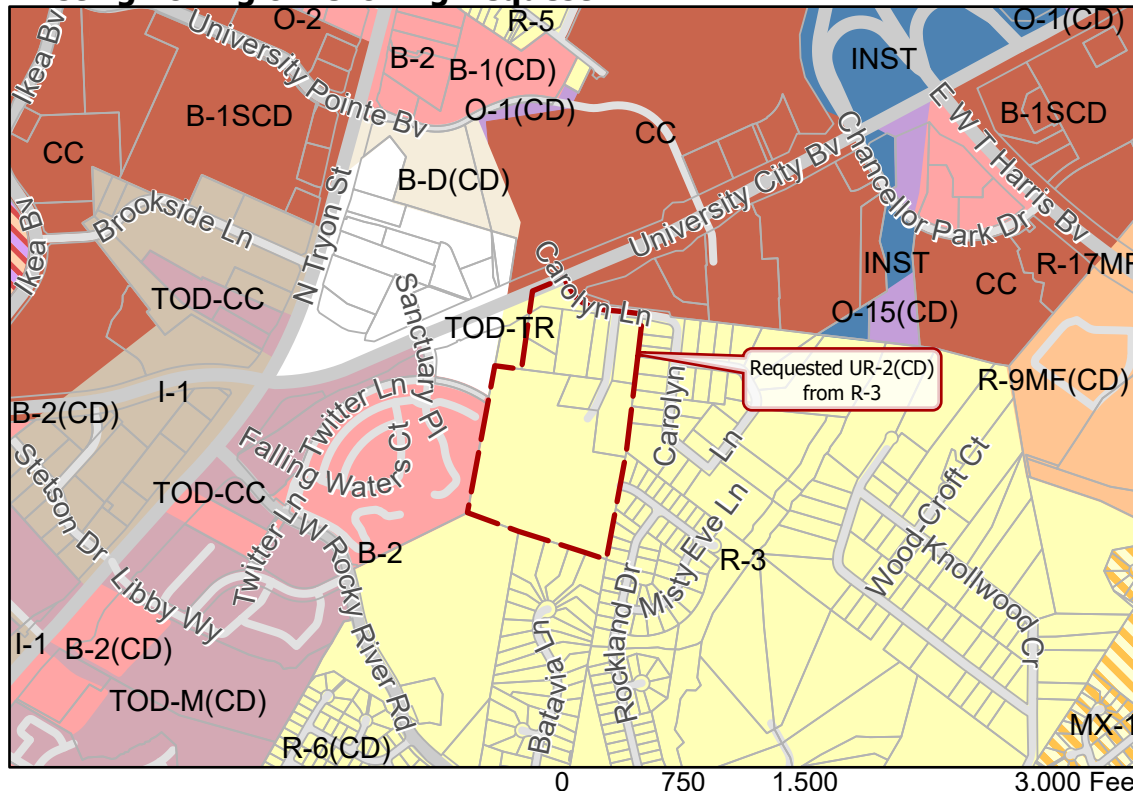 O-2
R-5
O-1(CD)
Ikea Bv
University Pointe Bv
B-2
B-1(CD)
INST
E W T Harris Bv
B-1SCD
O-1(CD)
B-1SCD
CC
CC
Chancellor Park Dr
B-D(CD)
N Tryon St
University City Bv
Ikea Bv
Brookside Ln
Carolyn Ln
INST
R-17MF
CC
TOD-CC
Sanctuary Pl
O-15(CD)
TOD-TR
Requested UR-2(CD)
from R-3
R-9MF(CD)
I-1
B-2(CD)
Twitter Ln
Carolyn Ln
Falling Waters Ct
Stetson Dr
TOD-CC
Wood-Croft Ct
Twitter Ln
W Rocky River Rd
Misty-Eve Ln
B-2
R-3
Knollwood Cr
Libby Wy
Rockland Dr
I-1
B-2(CD)
Batavia Ln
TOD-M(CD)
R-6(CD)
MX-1
0 750 1,500 3,000 Fee